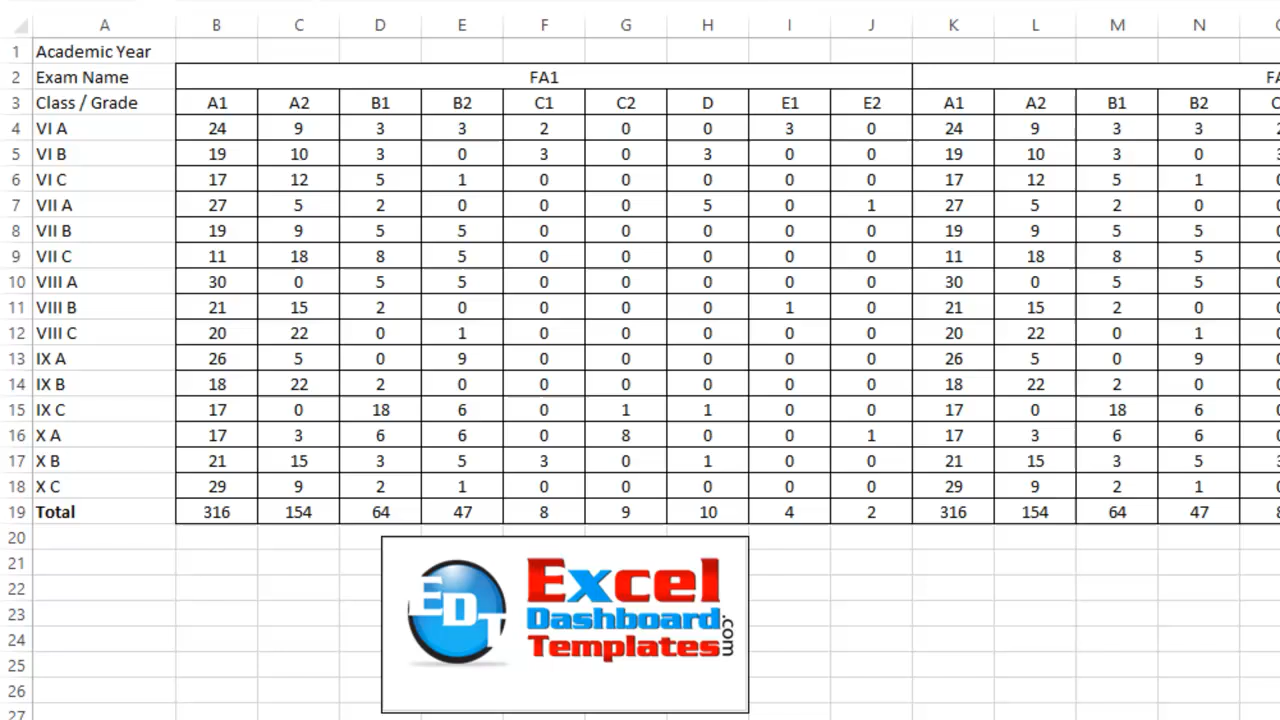 A B C D E F G H I J K L M N
1 Academic Year
2 Exam Name FA1
3 Class / Grade A1 A2 B1 B2 C1 C2 D E1 E2 A1 A2 B1 B2
4 VI A 24 9 3 3 2 0 0 3 0 24 9 3 3
5 VI B 19 10 3 0 3 0 3 0 0 19 10 3 0
6 VI C 17 12 5 1 0 0 0 0 0 17 12 5 1
7 VII A 27 5 2 0 0 0 5 0 1 27 5 2 0
8 VII B 19 9 5 5 0 0 0 0 0 19 9 5 5
9 VII C 11 18 8 5 0 0 0 0 0 11 18 8 5
10 VIII A 30 0 5 5 0 0 0 0 0 30 0 5 5
11 VIII B 21 15 2 0 0 0 0 1 0 21 15 2 0
12 VIII C 20 22 0 1 0 0 0 0 0 20 22 0 1
13 IX A 26 5 0 9 0 0 0 0 0 26 5 0 9
14 IX B 18 22 2 0 0 0 0 0 0 18 22 2 0
15 IX C 17 0 18 6 0 1 1 0 0 17 0 18 6
16 X A 17 3 6 6 0 8 0 0 1 17 3 6 6
17 X B 21 15 3 5 3 0 1 0 0 21 15 3 5
18 X C 29 9 2 1 0 0 0 0 0 29 9 2 1
19 Total 316 154 64 47 8 9 10 4 2 316 154 64 47
20
21
22
23
24
25
26
27
EDT
Excel
Dashboard
Templates
.com